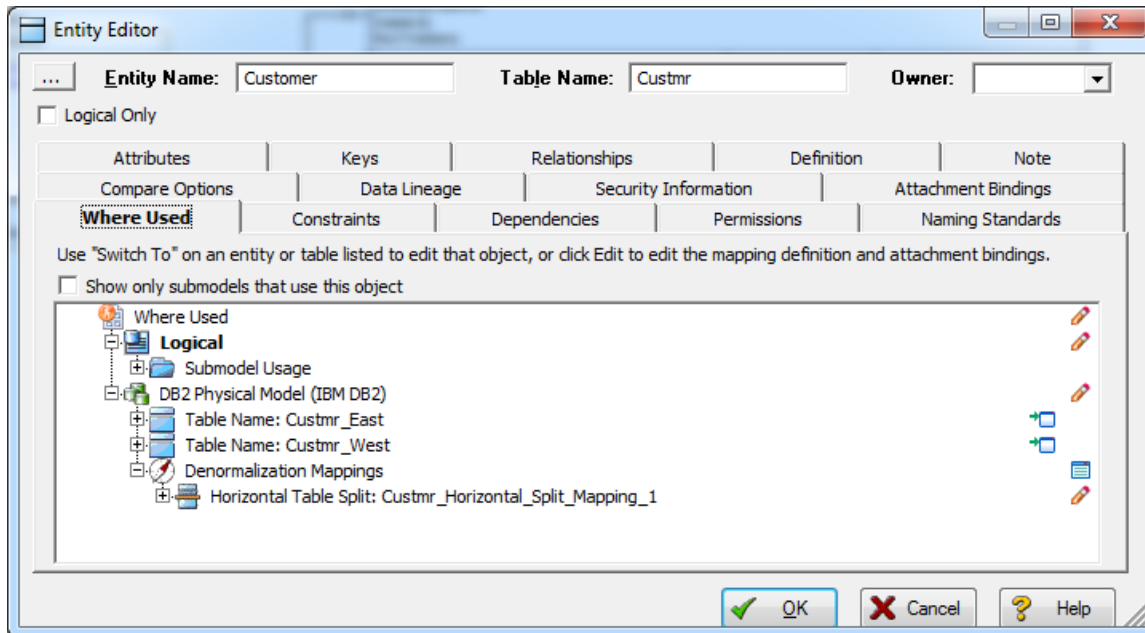 Entity Editor
... Entity Name: Customer Table Name: Custmr Owner:
Logical Only
Attributes Keys Relationships Definition Note
Compare Options Data Lineage Security Information Attachment Bindings
Where Used Constraints Dependencies Permissions Naming Standards
Use "Switch To" on an entity or table listed to edit that object, or click Edit to edit the mapping definition and attachment bindings.
Show only submodels that use this object
Where Used
Logical
Submodel Usage
DB2 Physical Model (IBM DB2)
Table Name: Custmr_East
Table Name: Custmr_West
Denormalization Mappings
Horizontal Table Split: Custmr_Horizontal_Split_Mapping_1
OK Cancel Help